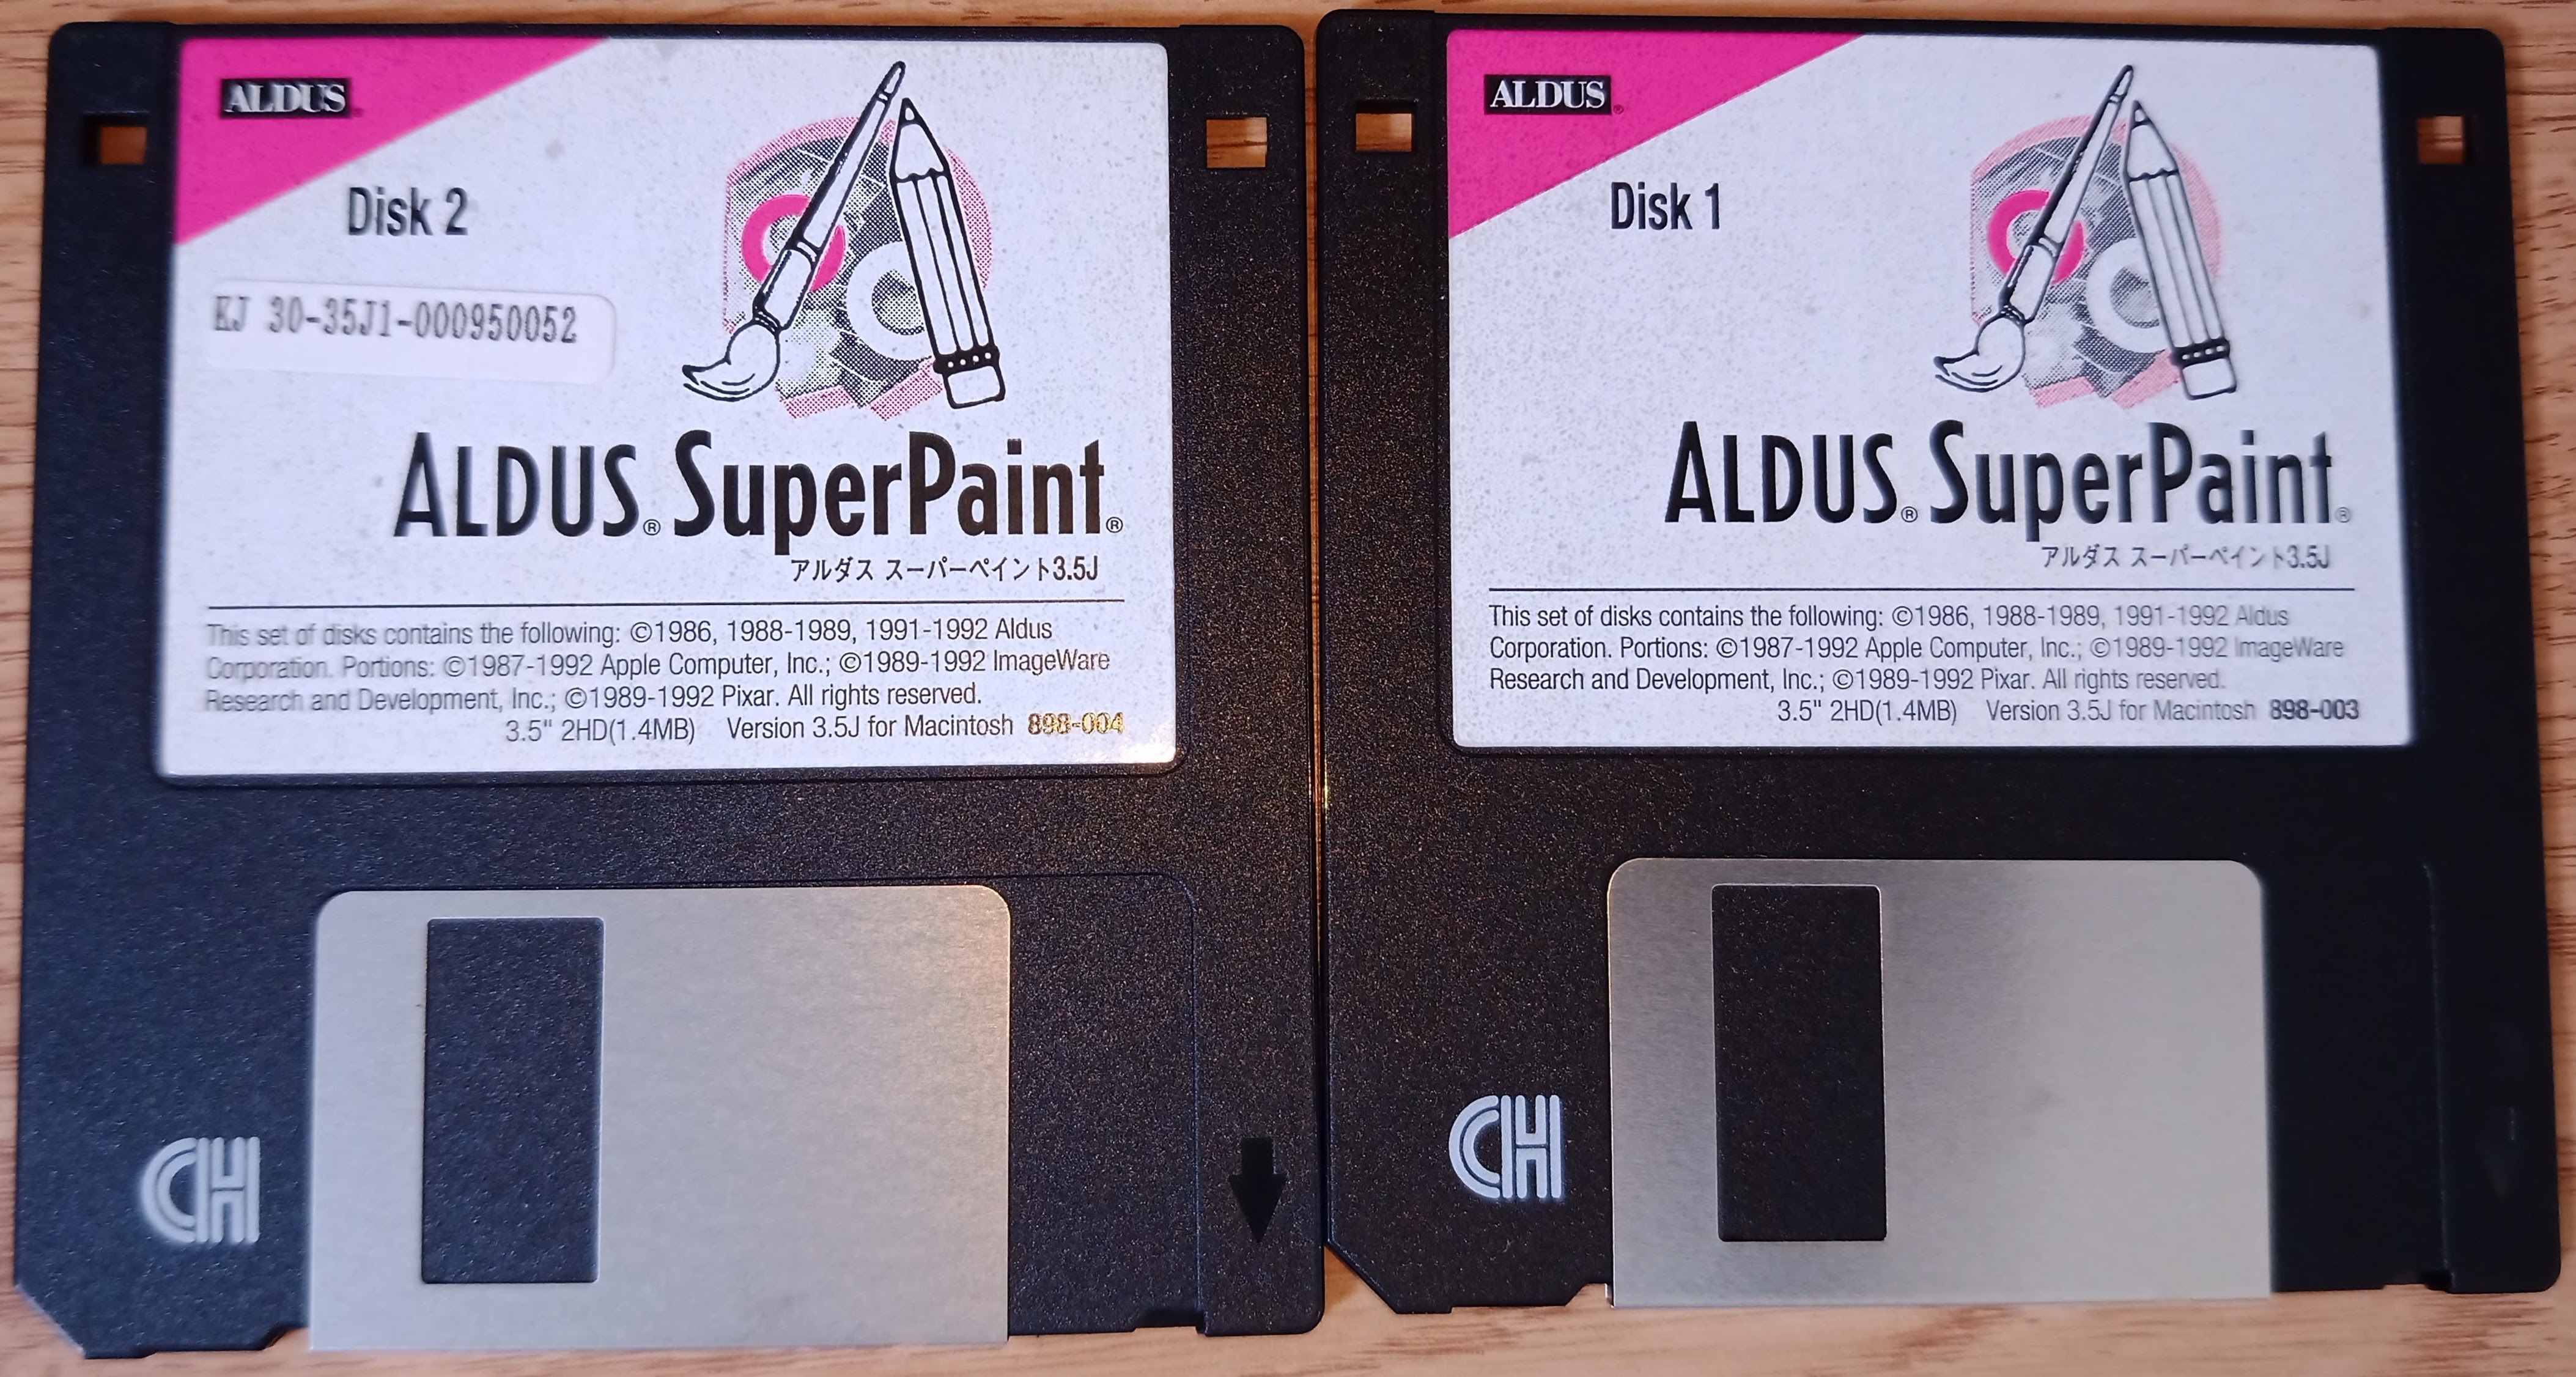 ALDUS
Disk 2
KJ 30-35J1-000950052
ALDUS® SuperPaint®
アルダス スーパーペイント3.5J
This set of disks contains the following: ©1986, 1988-1989, 1991-1992 Aldus
Corporation. Portions: ©1987-1992 Apple Computer, Inc.; ©1989-1992 ImageWare
Research and Development, Inc.; ©1989-1992 Pixar. All rights reserved.
3.5" 2HD(1.4MB) Version 3.5J for Macintosh 898-004
CH
ALDUS®
Disk 1
ALDUS® SuperPaint®
アルダス スーパーペイント3.5J
This set of disks contains the following: ©1986, 1988-1989, 1991-1992 Aldus
Corporation. Portions: ©1987-1992 Apple Computer, Inc.; ©1989-1992 ImageWare
Research and Development, Inc.; ©1989-1992 Pixar. All rights reserved.
3.5" 2HD(1.4MB) Version 3.5J for Macintosh 898-003
CH